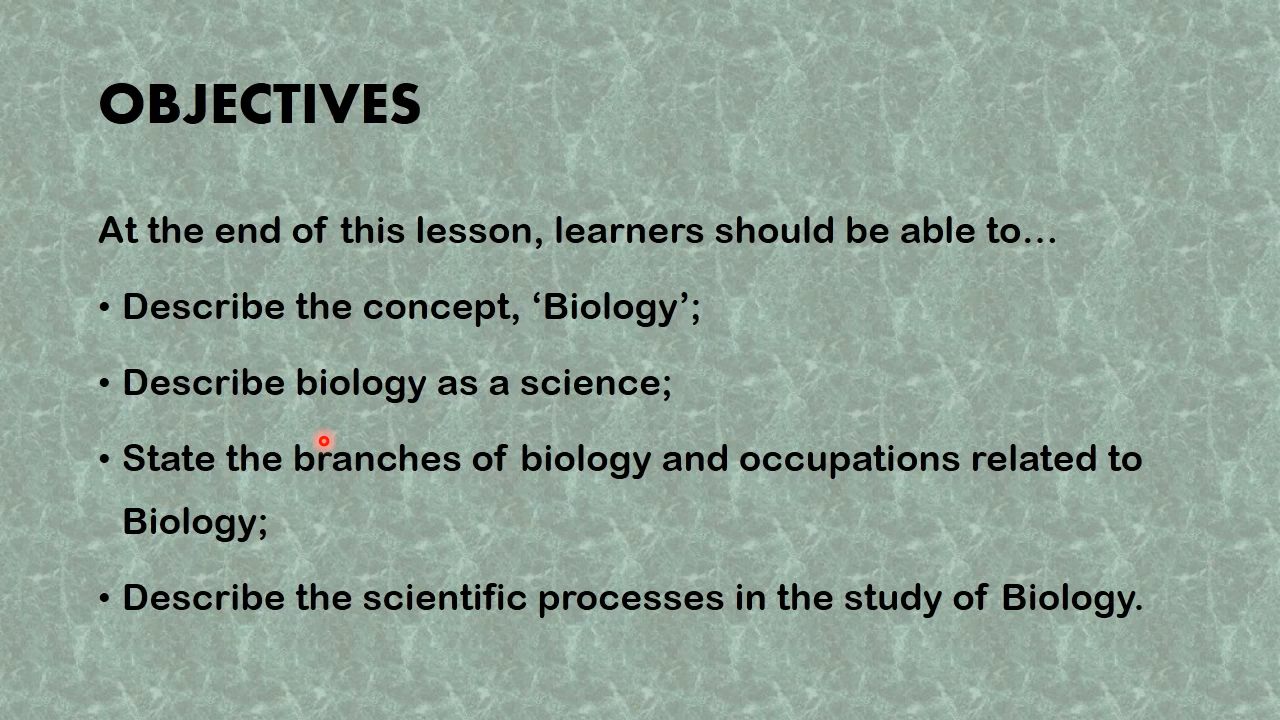 OBJECTIVES
At the end of this lesson, learners should be able to…
• Describe the concept, ‘Biology’;
• Describe biology as a science;
• State the branches of biology and occupations related to
Biology;
• Describe the scientific processes in the study of Biology.